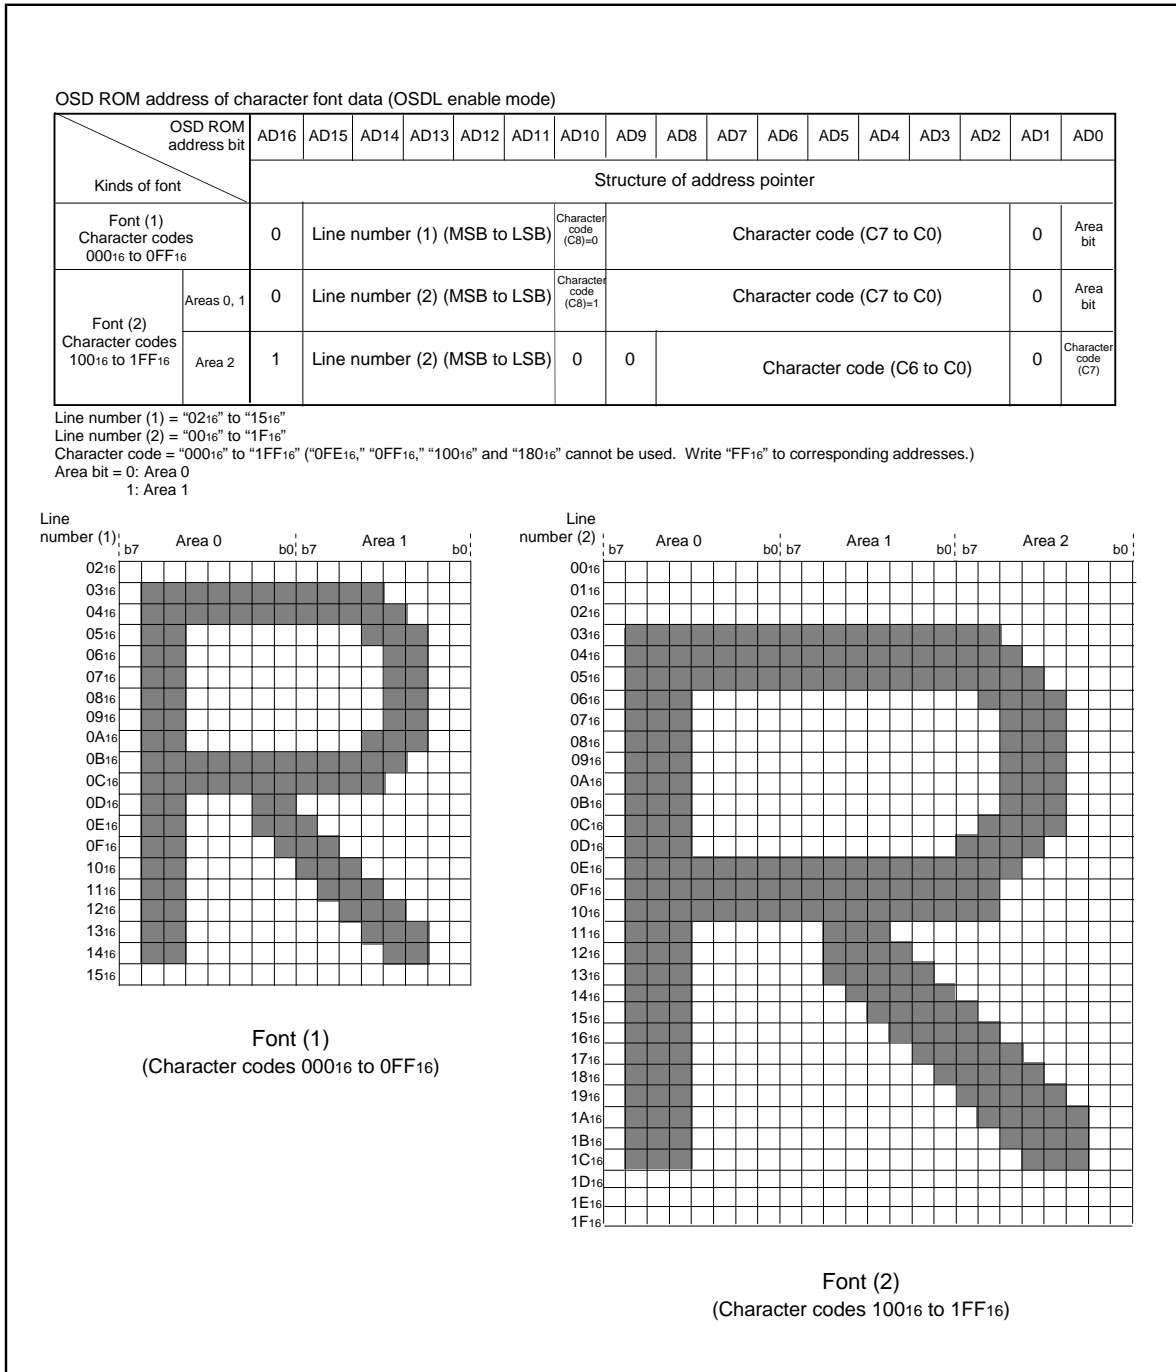 OSD ROM address of character font data (OSDL enable mode)
OSD ROM address bit AD16 AD15 AD14 AD13 AD12 AD11 AD10 AD9 AD8 AD7 AD6 AD5 AD4 AD3 AD2 AD1 AD0
Kinds of font Structure of address pointer
Font (1) Character codes 000₁₆ to 0FF₁₆ 0 Line number (1) (MSB to LSB) Character code (C8)=0 Character code (C7 to C0) 0 Area bit
Font (2) Character codes 100₁₆ to 1FF₁₆ Areas 0, 1 0 Line number (2) (MSB to LSB) Character code (C8)=1 Character code (C7 to C0) 0 Area bit
Area 2 1 Line number (2) (MSB to LSB) 0 0 Character code (C6 to C0) 0 Character code (C7)
Line number (1) = “02₁₆” to “15₁₆”
Line number (2) = “00₁₆” to “1F₁₆”
Character code = “000₁₆” to “1FF₁₆” (“0FE₁₆,” “0FF₁₆,” “100₁₆” and “180₁₆” cannot be used. Write “FF₁₆” to corresponding addresses.)
Area bit = 0: Area 0
1: Area 1
Line
number (1) b7 Area 0 b0 b7 Area 1 b0
02₁₆
03₁₆
04₁₆
05₁₆
06₁₆
07₁₆
08₁₆
09₁₆
0A₁₆
0B₁₆
0C₁₆
0D₁₆
0E₁₆
0F₁₆
10₁₆
11₁₆
12₁₆
13₁₆
14₁₆
15₁₆
Font (1)
(Character codes 000₁₆ to 0FF₁₆)
Line
number (2) b7 Area 0 b0 b7 Area 1 b0 b7 Area 2 b0
00₁₆
01₁₆
02₁₆
03₁₆
04₁₆
05₁₆
06₁₆
07₁₆
08₁₆
09₁₆
0A₁₆
0B₁₆
0C₁₆
0D₁₆
0E₁₆
0F₁₆
10₁₆
11₁₆
12₁₆
13₁₆
14₁₆
15₁₆
16₁₆
17₁₆
18₁₆
19₁₆
1A₁₆
1B₁₆
1C₁₆
1D₁₆
1E₁₆
1F₁₆
Font (2)
(Character codes 100₁₆ to 1FF₁₆)